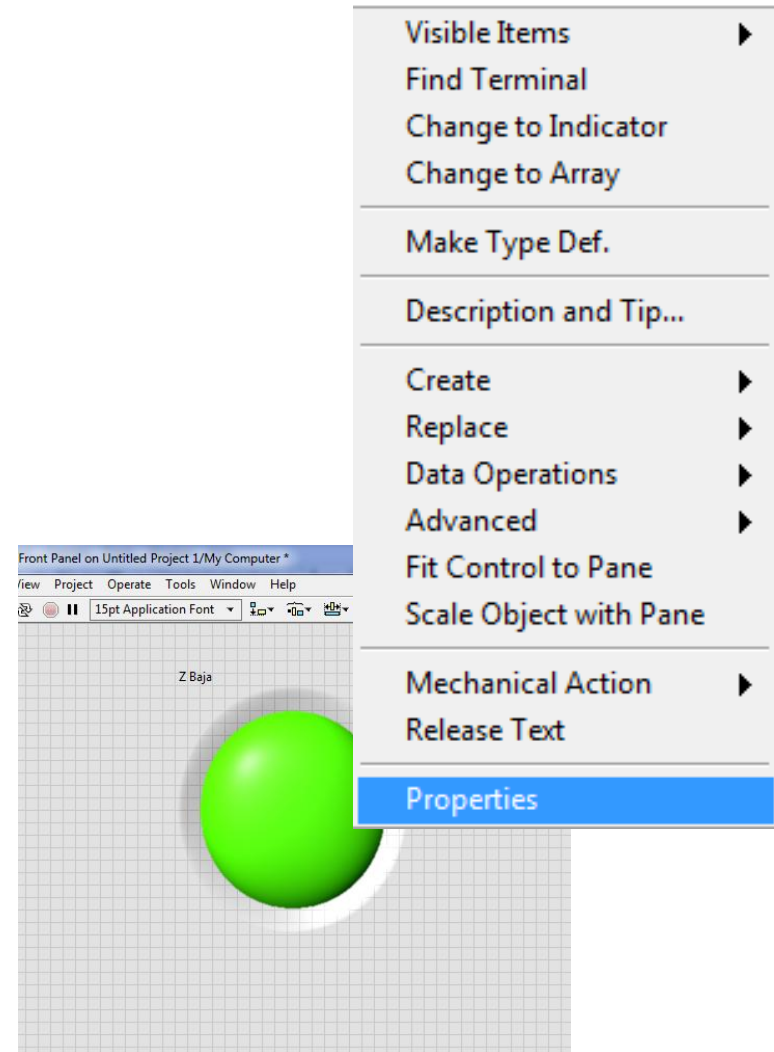 Visible Items
Find Terminal
Change to Indicator
Change to Array
Make Type Def.
Description and Tip...
Create
Replace
Data Operations
Advanced
Fit Control to Pane
Scale Object with Pane
Mechanical Action
Release Text
Properties
Front Panel on Untitled Project 1/My Computer *
View Project Operate Tools Window Help
15pt Application Font
Z Baja